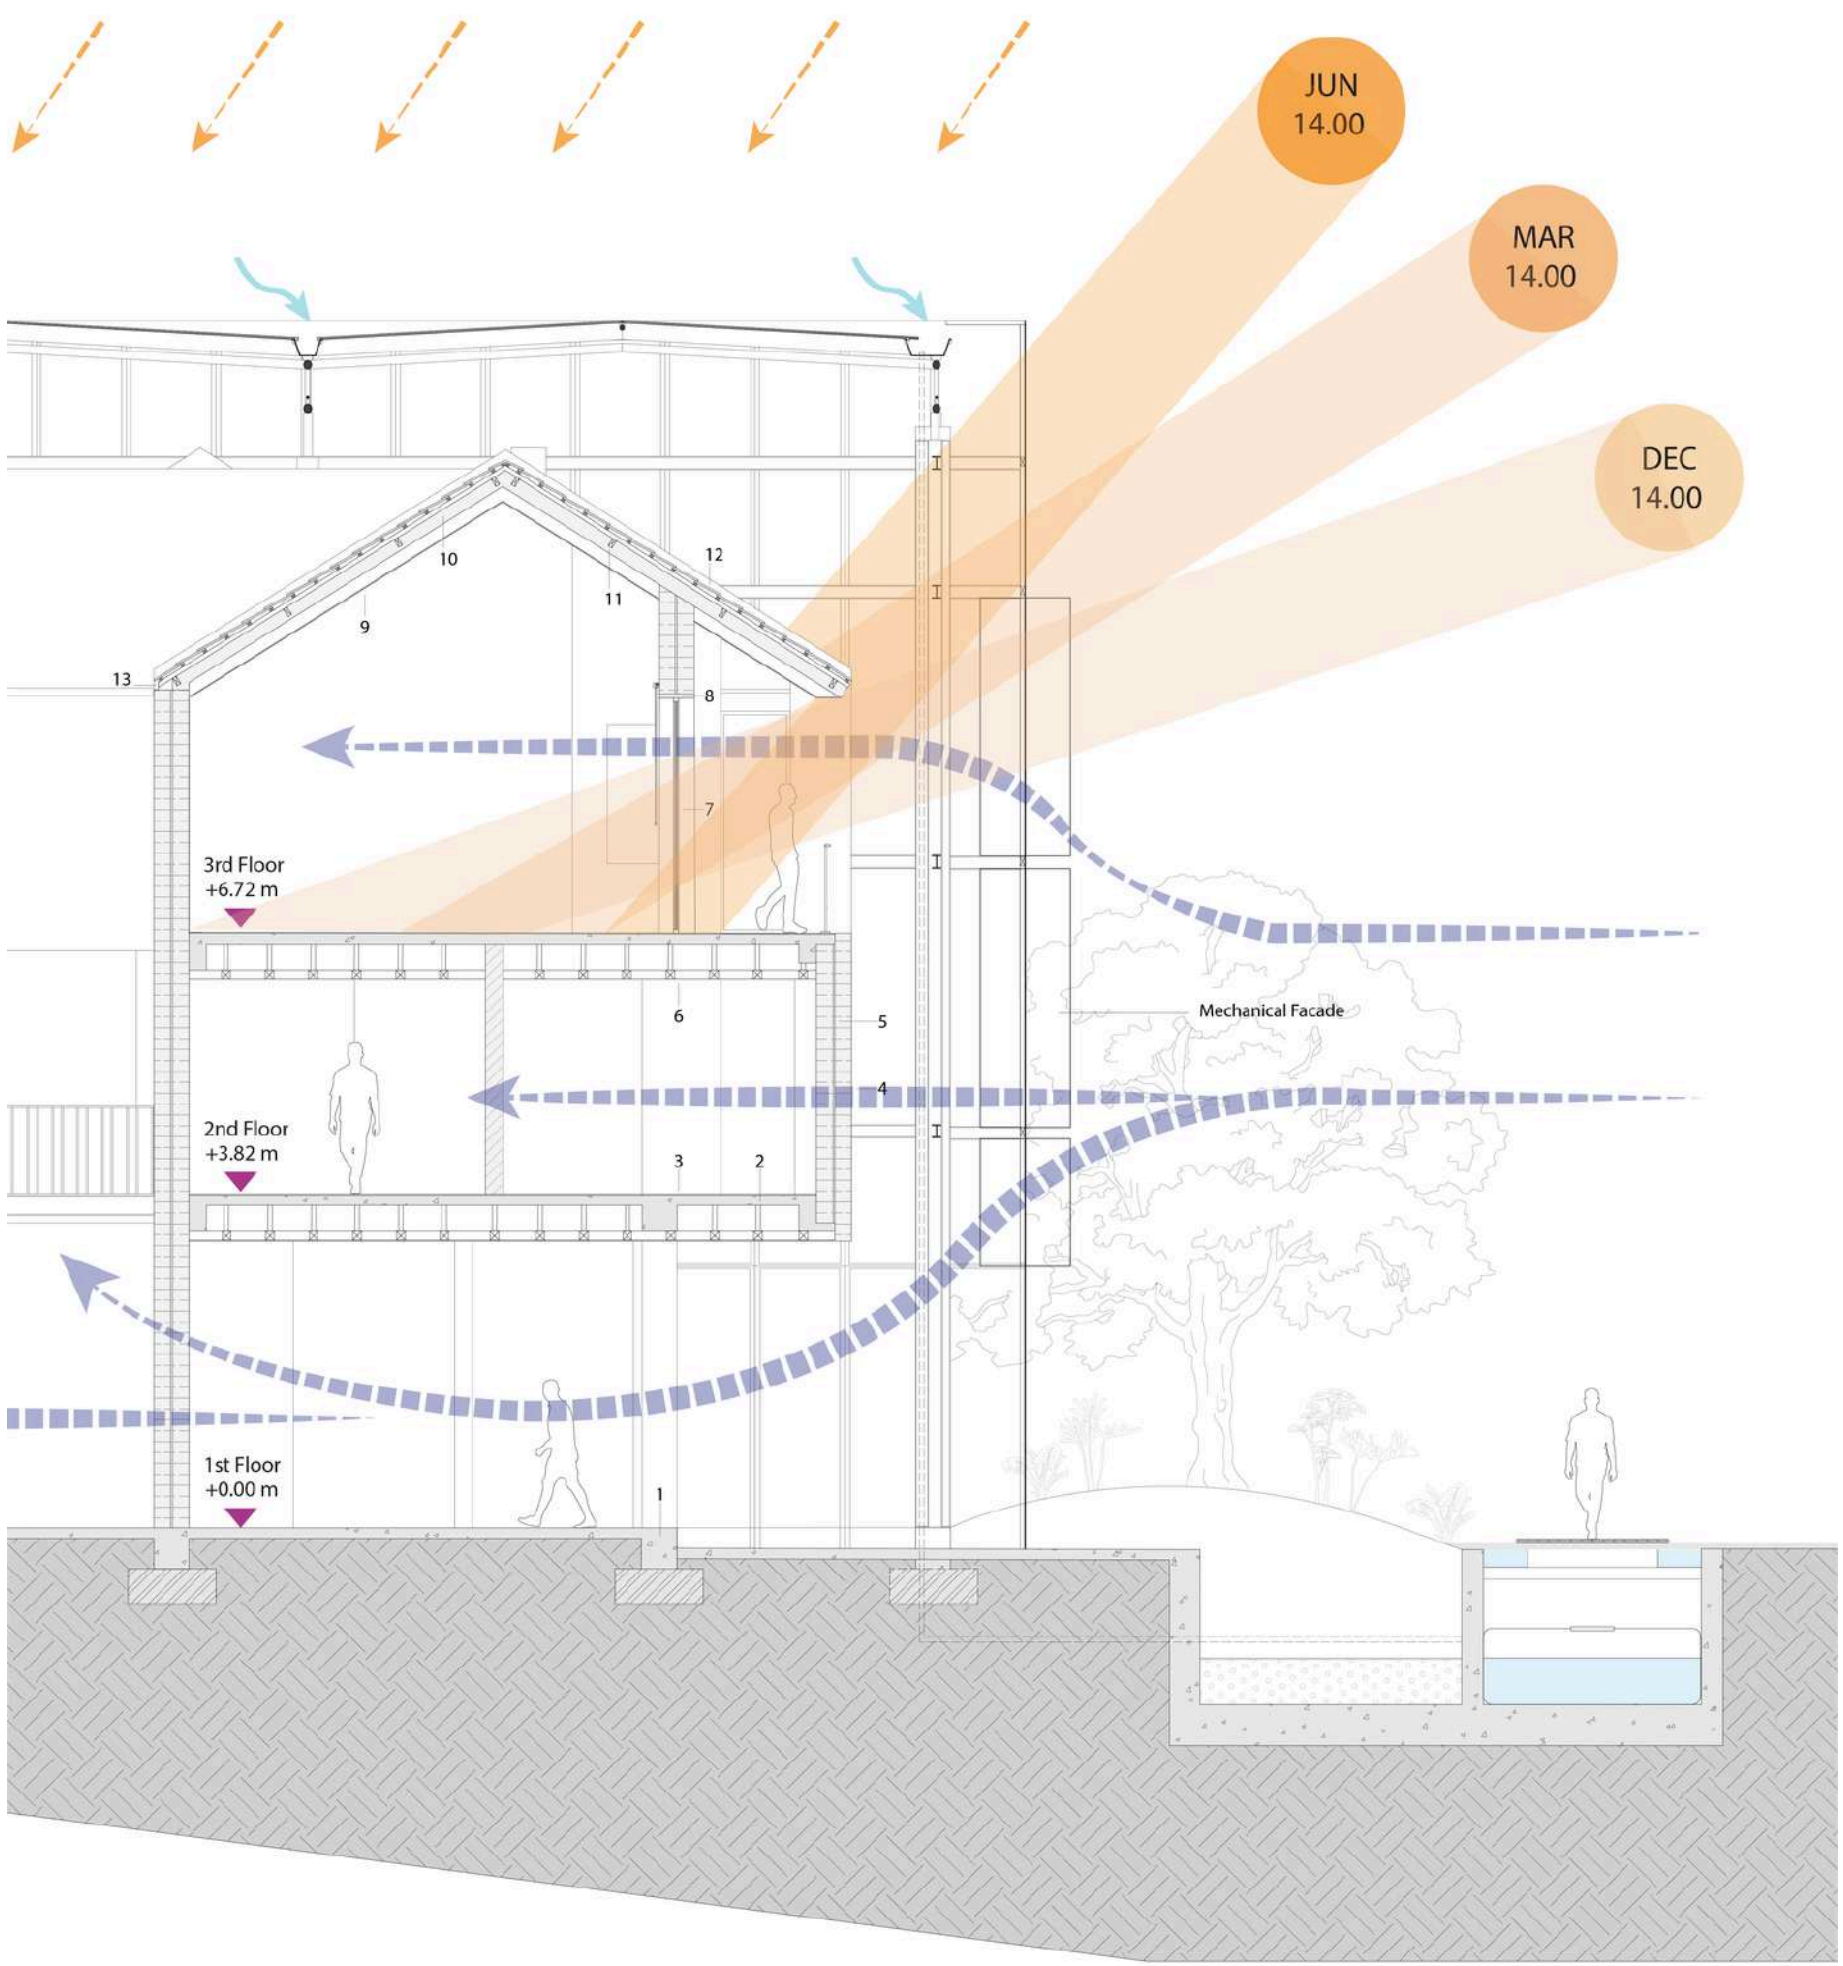 JUN
14.00
MAR
14.00
DEC
14.00
12
10
11
9
13
8
7
3rd Floor
+6.72 m
6
5
Mechanical Facade
4
2nd Floor
+3.82 m
3
2
1st Floor
+0.00 m
1